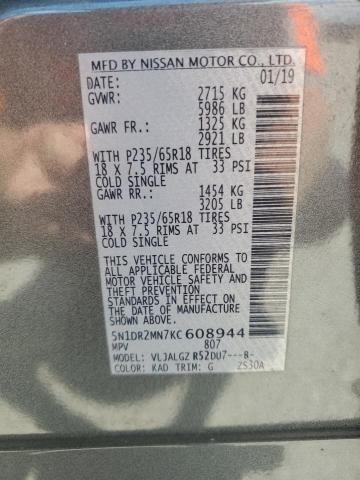 MFD BY NISSAN MOTOR CO., LTD.
DATE: 01/19
GVWR: 2715 KG
5986 LB
GAWR FR.: 1325 KG
2921 LB
WITH P235/65R18 TIRES
18 X 7.5 RIMS AT 33 PSI
COLD SINGLE
GAWR RR.: 1454 KG
3205 LB
WITH P235/65R18 TIRES
18 X 7.5 RIMS AT 33 PSI
COLD SINGLE
THIS VEHICLE CONFORMS TO
ALL APPLICABLE FEDERAL
MOTOR VEHICLE SAFETY
AND THEFT PREVENTION
STANDARDS IN EFFECT ON
THE DATE OF MANUFACTURE
SHOWN ABOVE.
5N1DR2MN7KC608944
MPV 807
MODEL: VLJALGZ R52DU7---8-
COLOR: KAD TRIM: G ZS30A